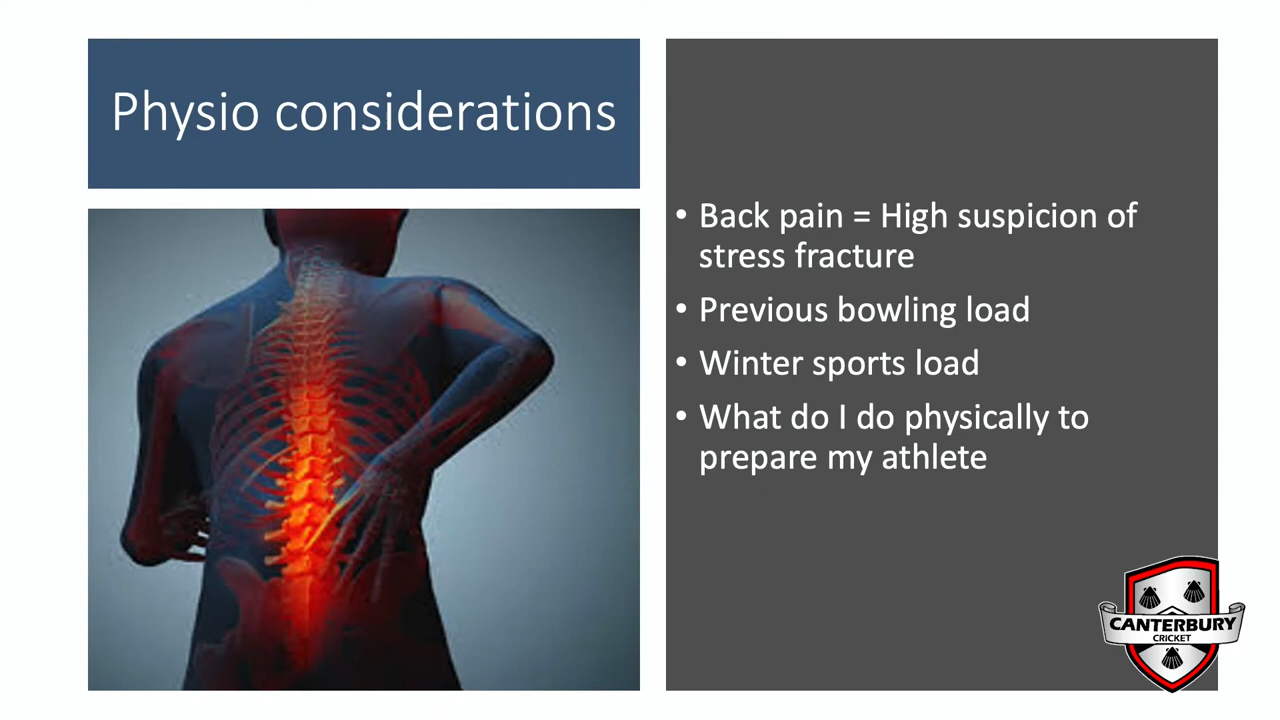 Physio considerations
• Back pain = High suspicion of
stress fracture
• Previous bowling load
• Winter sports load
• What do I do physically to
prepare my athlete
CANTERBURY
CRICKET